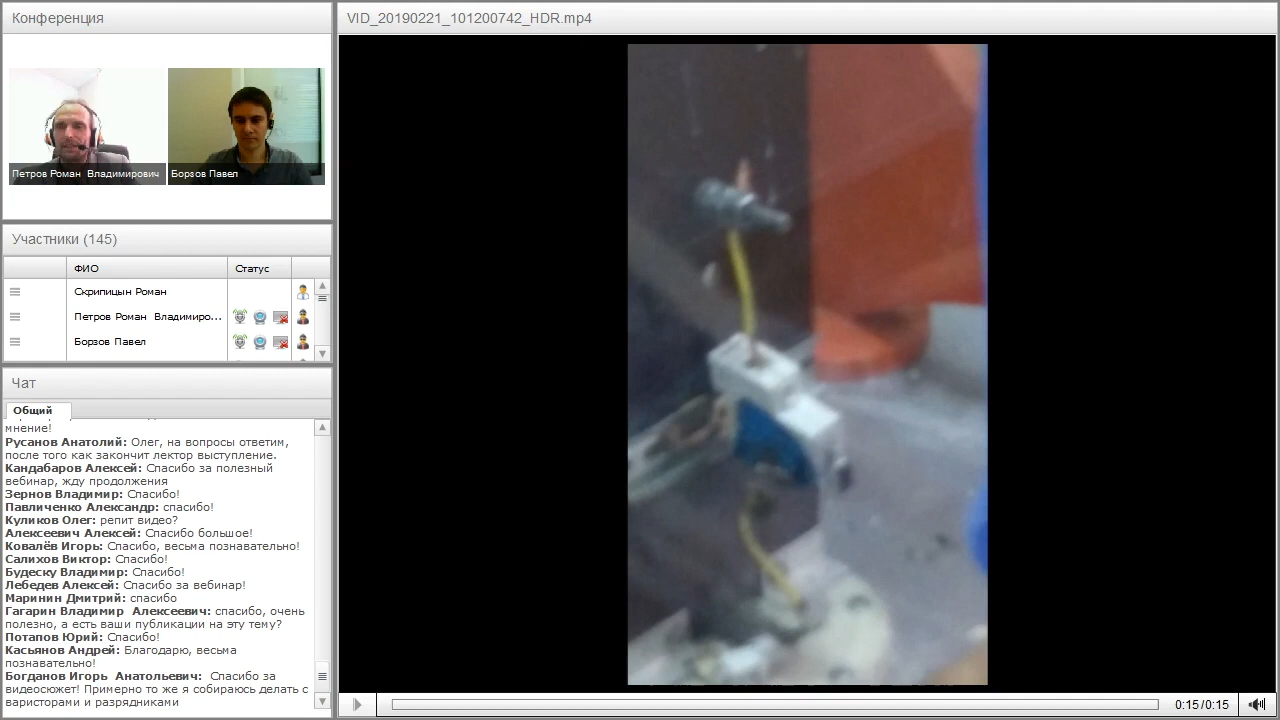 Конференция
VID_20190221_101200742_HDR.mp4
Петров Роман  Владимирович
Борзов Павел
Участники (145)
ФИО
Статус
Скрипицын Роман
Петров Роман  Владимиро...
Борзов Павел
Чат
Общий
мнение!
Русанов Анатолий: Олег, на вопросы ответим,
после того как закончит лектор выступление.
Кандабаров Алексей: Спасибо за полезный
вебинар, жду продолжения
Зернов Владимир: Спасибо!
Павличенко Александр: спасибо!
Куликов Олег: репит видео?
Алексеевич Алексей: Спасибо большое!
Ковалёв Игорь: Спасибо, весьма познавательно!
Салихов Виктор: Спасибо!
Будеску Владимир: Спасибо!
Лебедев Алексей: Спасибо за вебинар!
Маринин Дмитрий: спасибо
Гагарин Владимир  Алексеевич: спасибо, очень
полезно, а есть ваши публикации на эту тему?
Потапов Юрий: Спасибо!
Касьянов Андрей: Благодарю, весьма
познавательно!
Богданов Игорь  Анатольевич:  Спасибо за
видеосюжет! Примерно то же я собираюсь делать с
варисторами и разрядниками
0:15/0:15